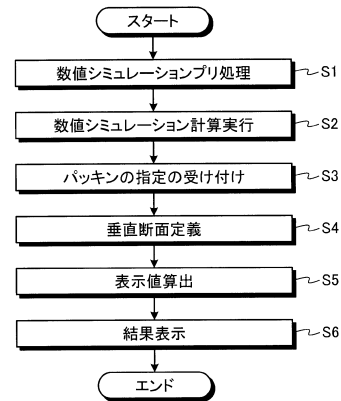 スタート
数値シミュレーションプリ処理 S1
数値シミュレーション計算実行 S2
パッキンの指定の受け付け S3
垂直断面定義 S4
表示値算出 S5
結果表示 S6
エンド